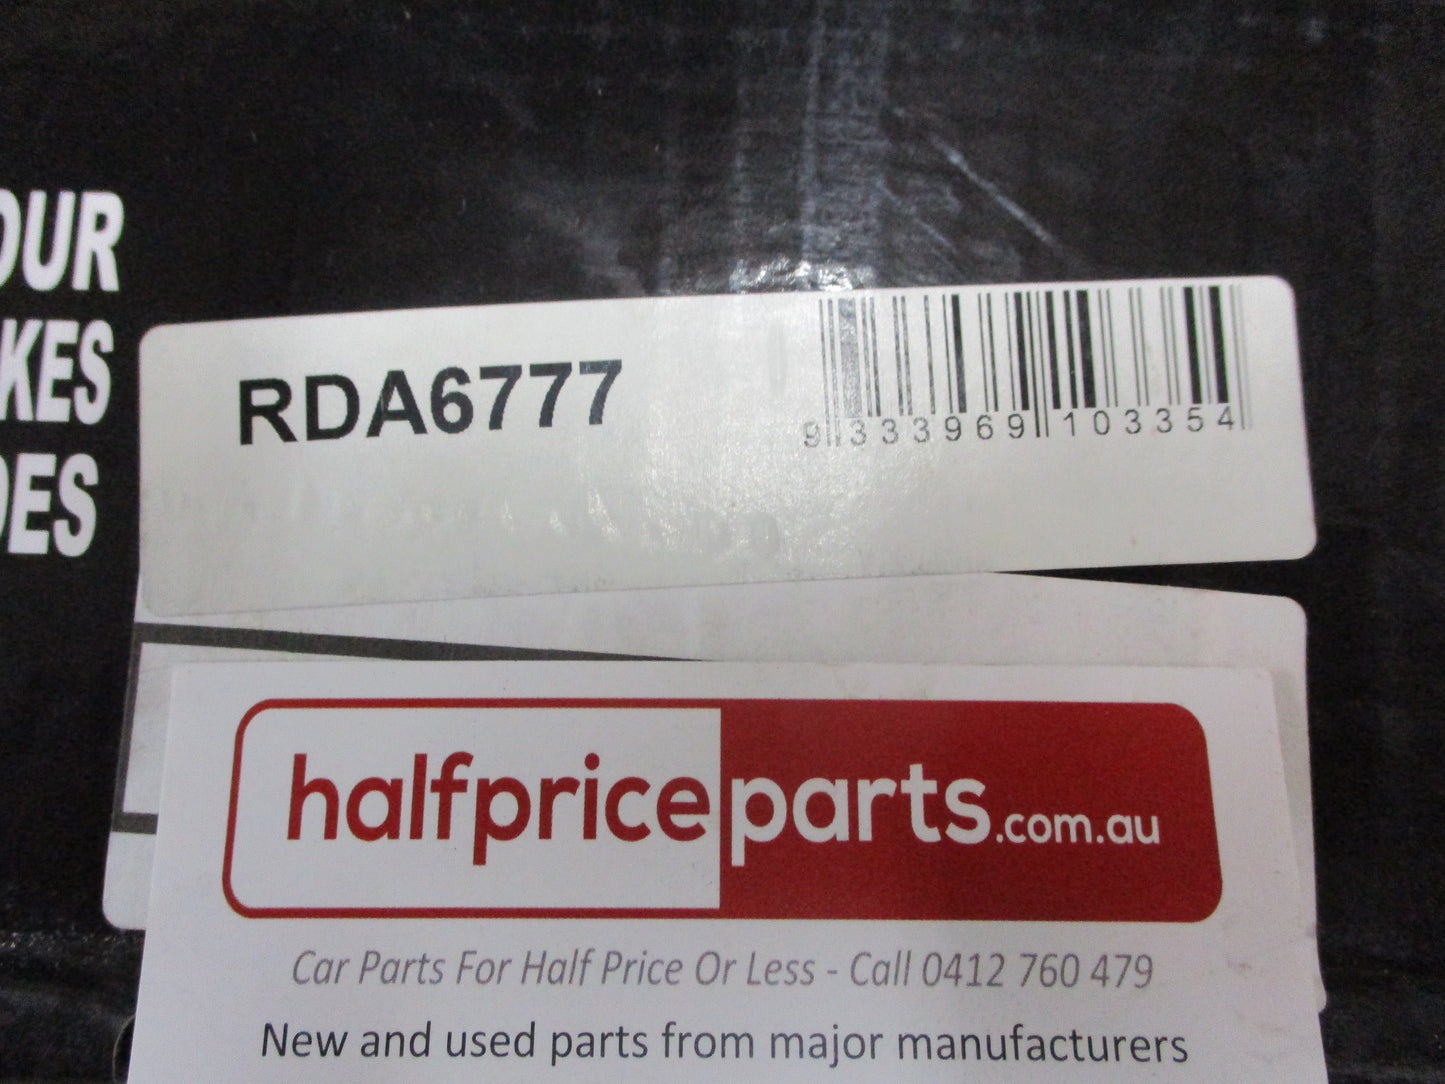 OUR
KES
DES
RDA6777
9 333969 103354
halfpriceparts.com.au
Car Parts For Half Price Or Less - Call 0412 760 479
New and used parts from major manufacturers